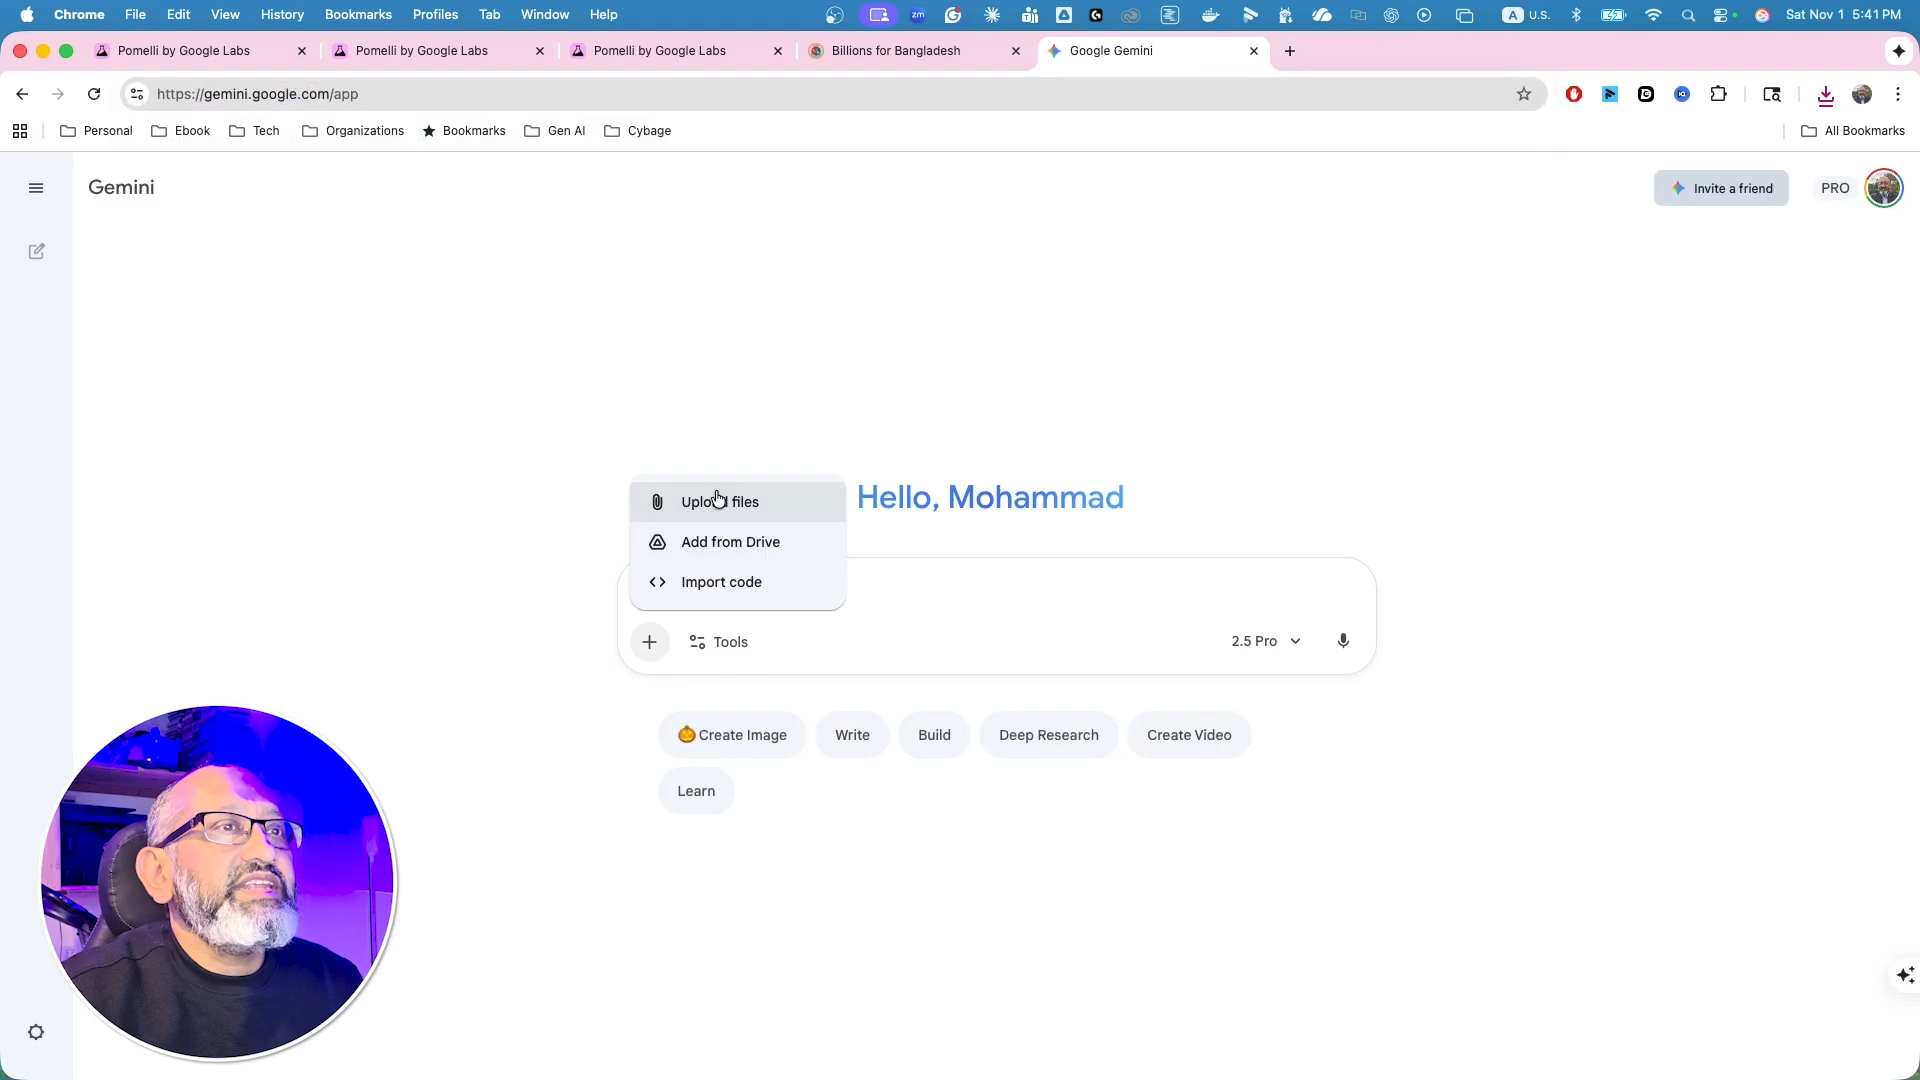 Chrome File Edit View History Bookmarks Profiles Tab Window Help zm A U.S. Sat Nov 1 5:41 PM
Pomelli by Google Labs Pomelli by Google Labs Pomelli by Google Labs Billions for Bangladesh Google Gemini
https://gemini.google.com/app
Personal Ebook Tech Organizations Bookmarks Gen AI Cybage All Bookmarks
Gemini Invite a friend PRO
Hello, Mohammad
Upload files
Add from Drive
Import code
Tools 2.5 Pro
Create Image Write Build Deep Research Create Video
Learn